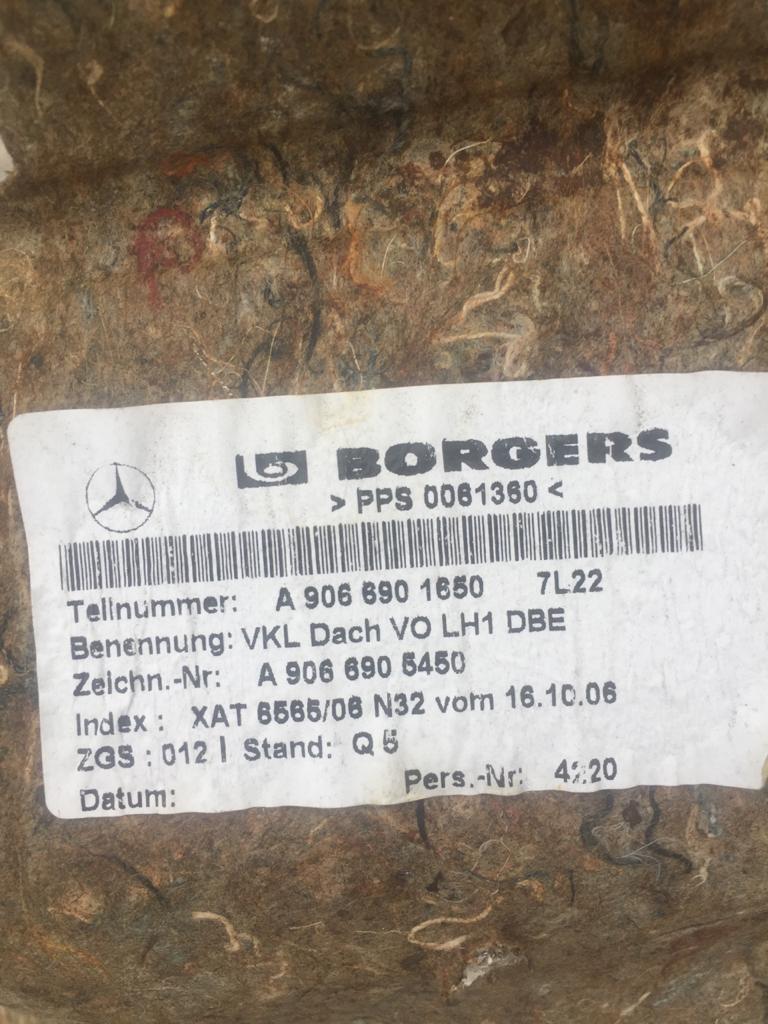 BORGERS
> PPS 0061360 <
Teilnummer: A 906 690 1650 7L22
Benennung: VKL Dach VO LH1 DBE
Zeichn.-Nr: A 906 690 5450
Index : XAT 6565/06 N32 vom 16.10.06
ZGS : 012 | Stand: Q
Datum: Pers.-Nr: